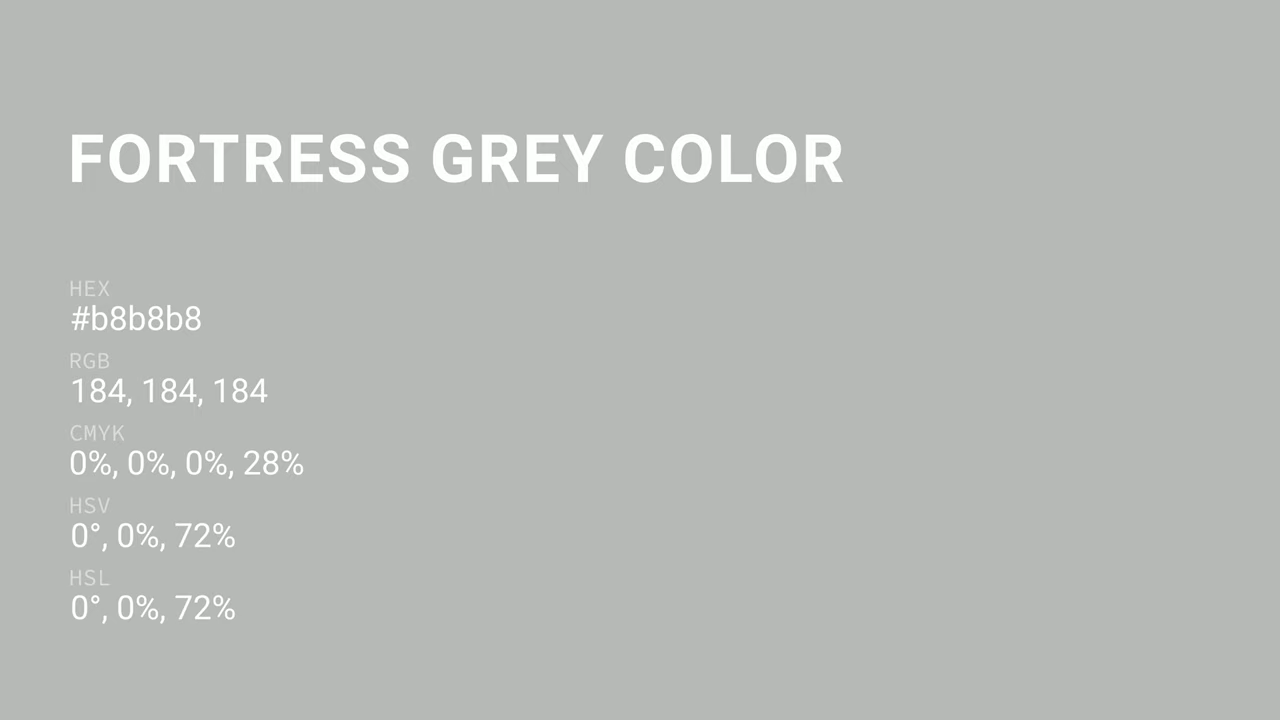 FORTRESS GREY COLOR
HEX
#b8b8b8
RGB
184, 184, 184
CMYK
0%, 0%, 0%, 28%
HSV
0°, 0%, 72%
HSL
0°, 0%, 72%